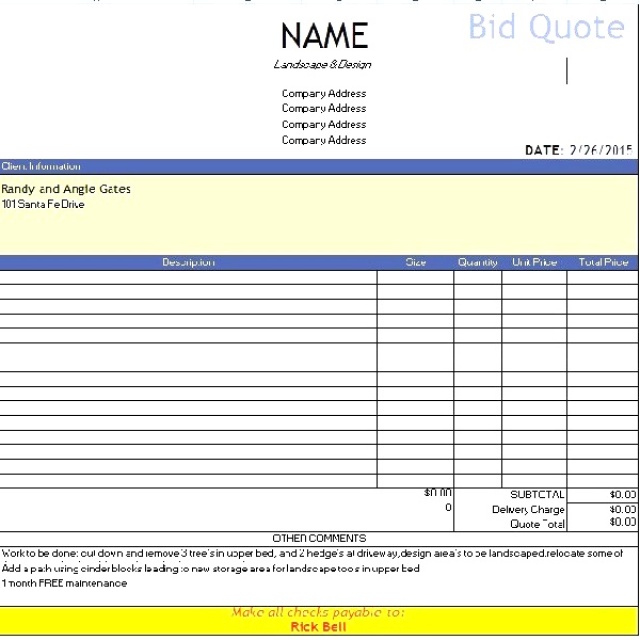 NAME
Bid Quote
Landscape & Design
Company Address
Company Address
Company Address
Company Address
DATE: 2/26/2015
Client Information
Randy and Angie Gates
101 Santa Fe Drive
Description Size Quantity Unit Price Total Price
$0.00 SUBTOTAL $0.00
0 Delivery Charge $0.00
Quote Total $0.00
OTHER COMMENTS
Work to be done: cut down and remove 3 tree's in upper bed, and 2 hedge's at driveway, design area's to be landscaped. relocate some of
Add a path using cinder blocks leading to new storage area for landscape tools in upper bed
1 month FREE maintenance
Make all checks payable to:
Rick Bell